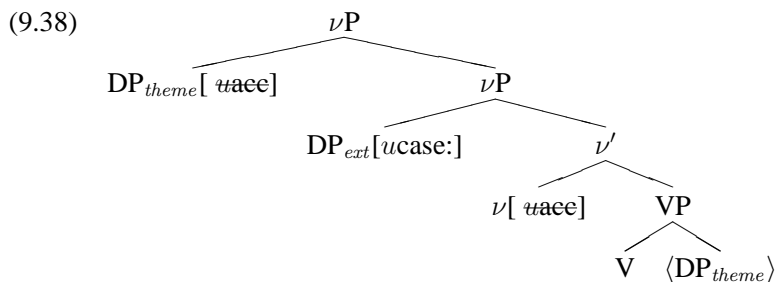 (9.38)
νP
DP_theme[ uacc]
νP
DP_ext[ucase:]
ν′
ν[ uacc]
VP
V
⟨DP_theme⟩